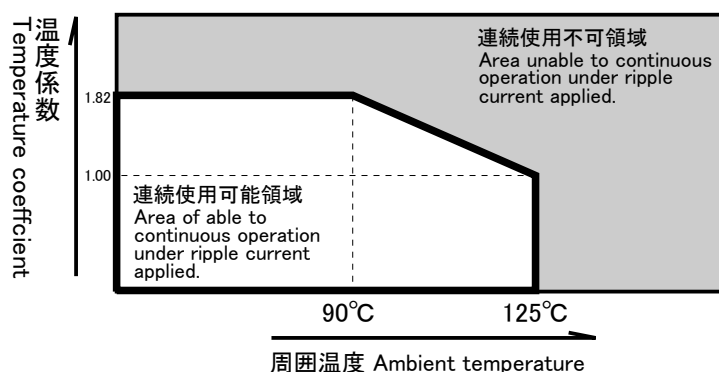 温度係数
Temperature coeffcient
連続使用不可領域
Area unable to continuous
operation under ripple
current applied.
1.82
1.00
連続使用可能領域
Area of able to
continuous operation
under ripple current
applied.
90℃
125℃
周囲温度 Ambient temperature